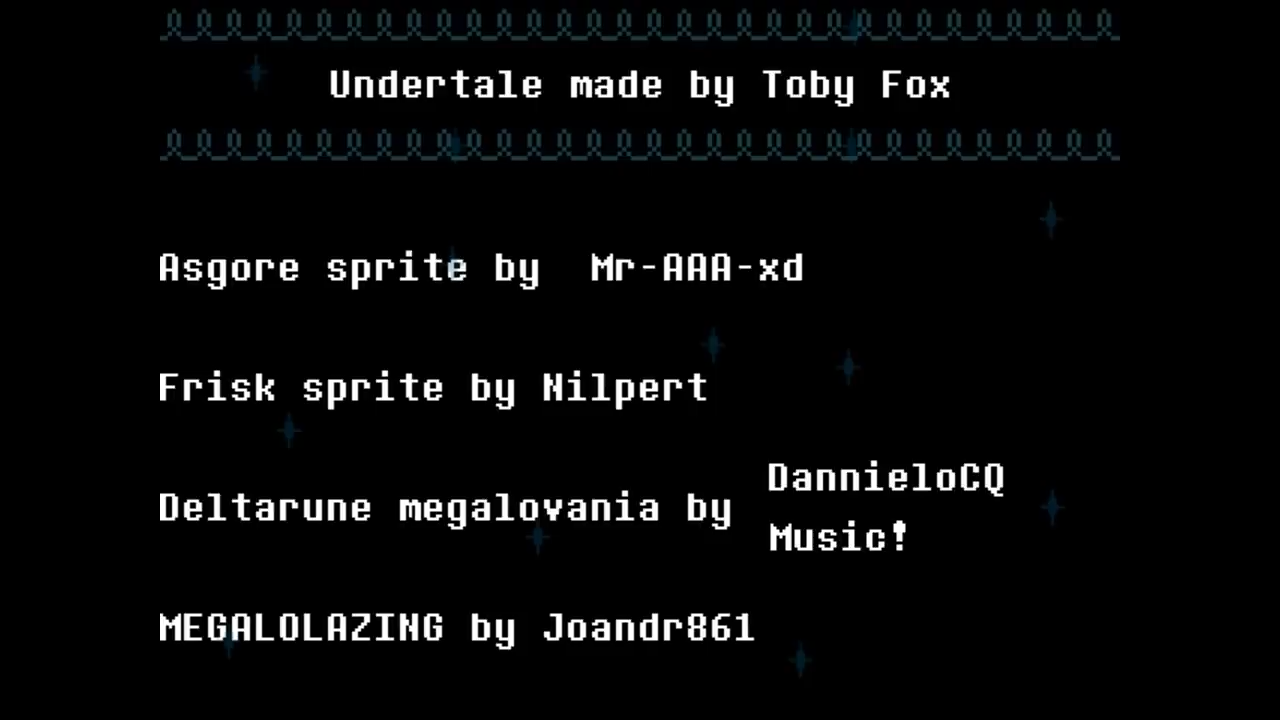 Undertale made by Toby Fox
Asgore sprite by Mr-AAA-xd
Frisk sprite by Nilpert
Deltarune megalovania by DannieloCQ
Music!
MEGALOLAZING by Joandr861